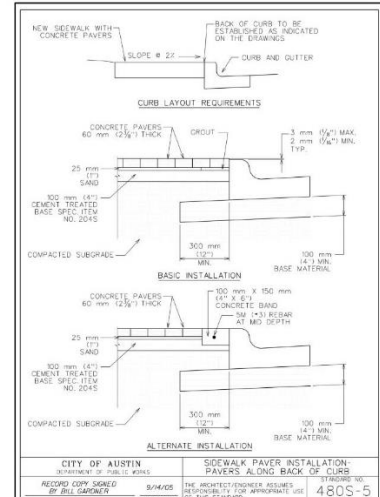 NEW SIDEWALK WITH
CONCRETE PAVERS
SLOPE @ 2%
BACK OF CURB TO BE
ESTABLISHED AS INDICATED
ON THE DRAWINGS
CURB AND GUTTER
CURB LAYOUT REQUIREMENTS
CONCRETE PAVERS
60 mm (2⅜") THICK
GROUT
3 mm (⅛") MAX.
2 mm (1/16") MIN.
TYP.
25 mm
(1")
SAND
100 mm (4")
CEMENT TREATED
BASE SPEC. ITEM
NO. 204S
COMPACTED SUBGRADE
300 mm
(12")
MIN.
100 mm
(4") MIN.
BASE MATERIAL
BASIC INSTALLATION
CONCRETE PAVERS
60 mm (2⅜") THICK
100 mm X 150 mm
(4" X 6")
CONCRETE BAND
5M (#3) REBAR
AT MID DEPTH
25 mm
(1")
SAND
100 mm (4")
CEMENT TREATED
BASE SPEC. ITEM
NO. 204S
COMPACTED SUBGRADE
300 mm
(12")
MIN.
100 mm
(4") MIN.
BASE MATERIAL
ALTERNATE INSTALLATION
CITY OF AUSTIN
DEPARTMENT OF PUBLIC WORKS
SIDEWALK PAVER INSTALLATION-
PAVERS ALONG BACK OF CURB
RECORD COPY SIGNED
BY BILL GARDNER
9/14/05
THE ARCHITECT/ENGINEER ASSUMES
RESPONSIBILITY FOR APPROPRIATE USE
OF THIS STANDARD.
STANDARD NO.
480S-5